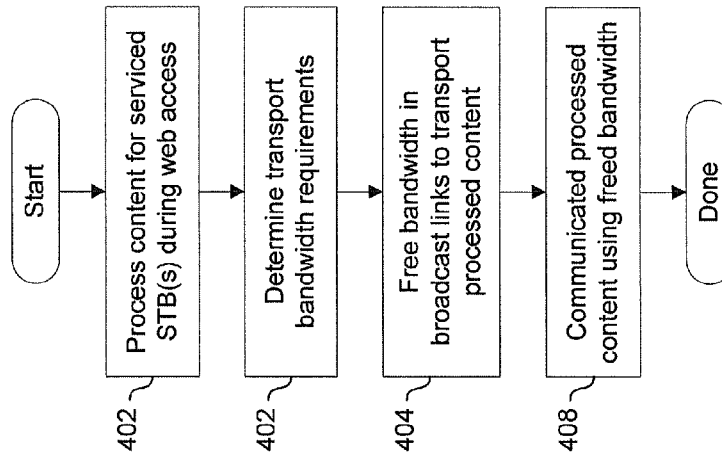 Start
402
Process content for serviced
STB(s) during web access
402
Determine transport
bandwidth requirements
404
Free bandwidth in
broadcast links to transport
processed content
408
Communicated processed
content using freed bandwidth
Done